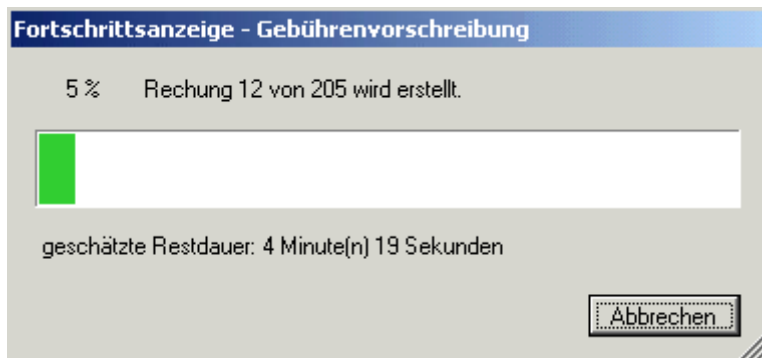 Fortschrittsanzeige - Gebührenvorschreibung
5 % Rechung 12 von 205 wird erstellt.
geschätzte Restdauer: 4 Minute(n) 19 Sekunden
Abbrechen